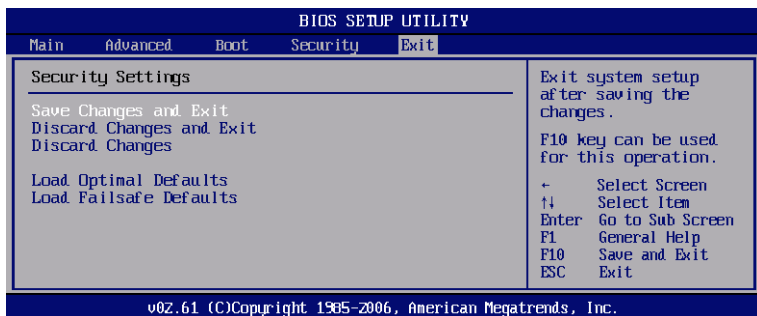 BIOS SETUP UTILITY
Main Advanced Boot Security Exit
Security Settings
Save Changes and Exit
Discard Changes and Exit
Discard Changes
Load Optimal Defaults
Load Failsafe Defaults
Exit system setup
after saving the
changes.
F10 key can be used
for this operation.
← Select Screen
↑↓ Select Item
Enter Go to Sub Screen
F1 General Help
F10 Save and Exit
ESC Exit
v02.61 (C)Copyright 1985-2006, American Megatrends, Inc.